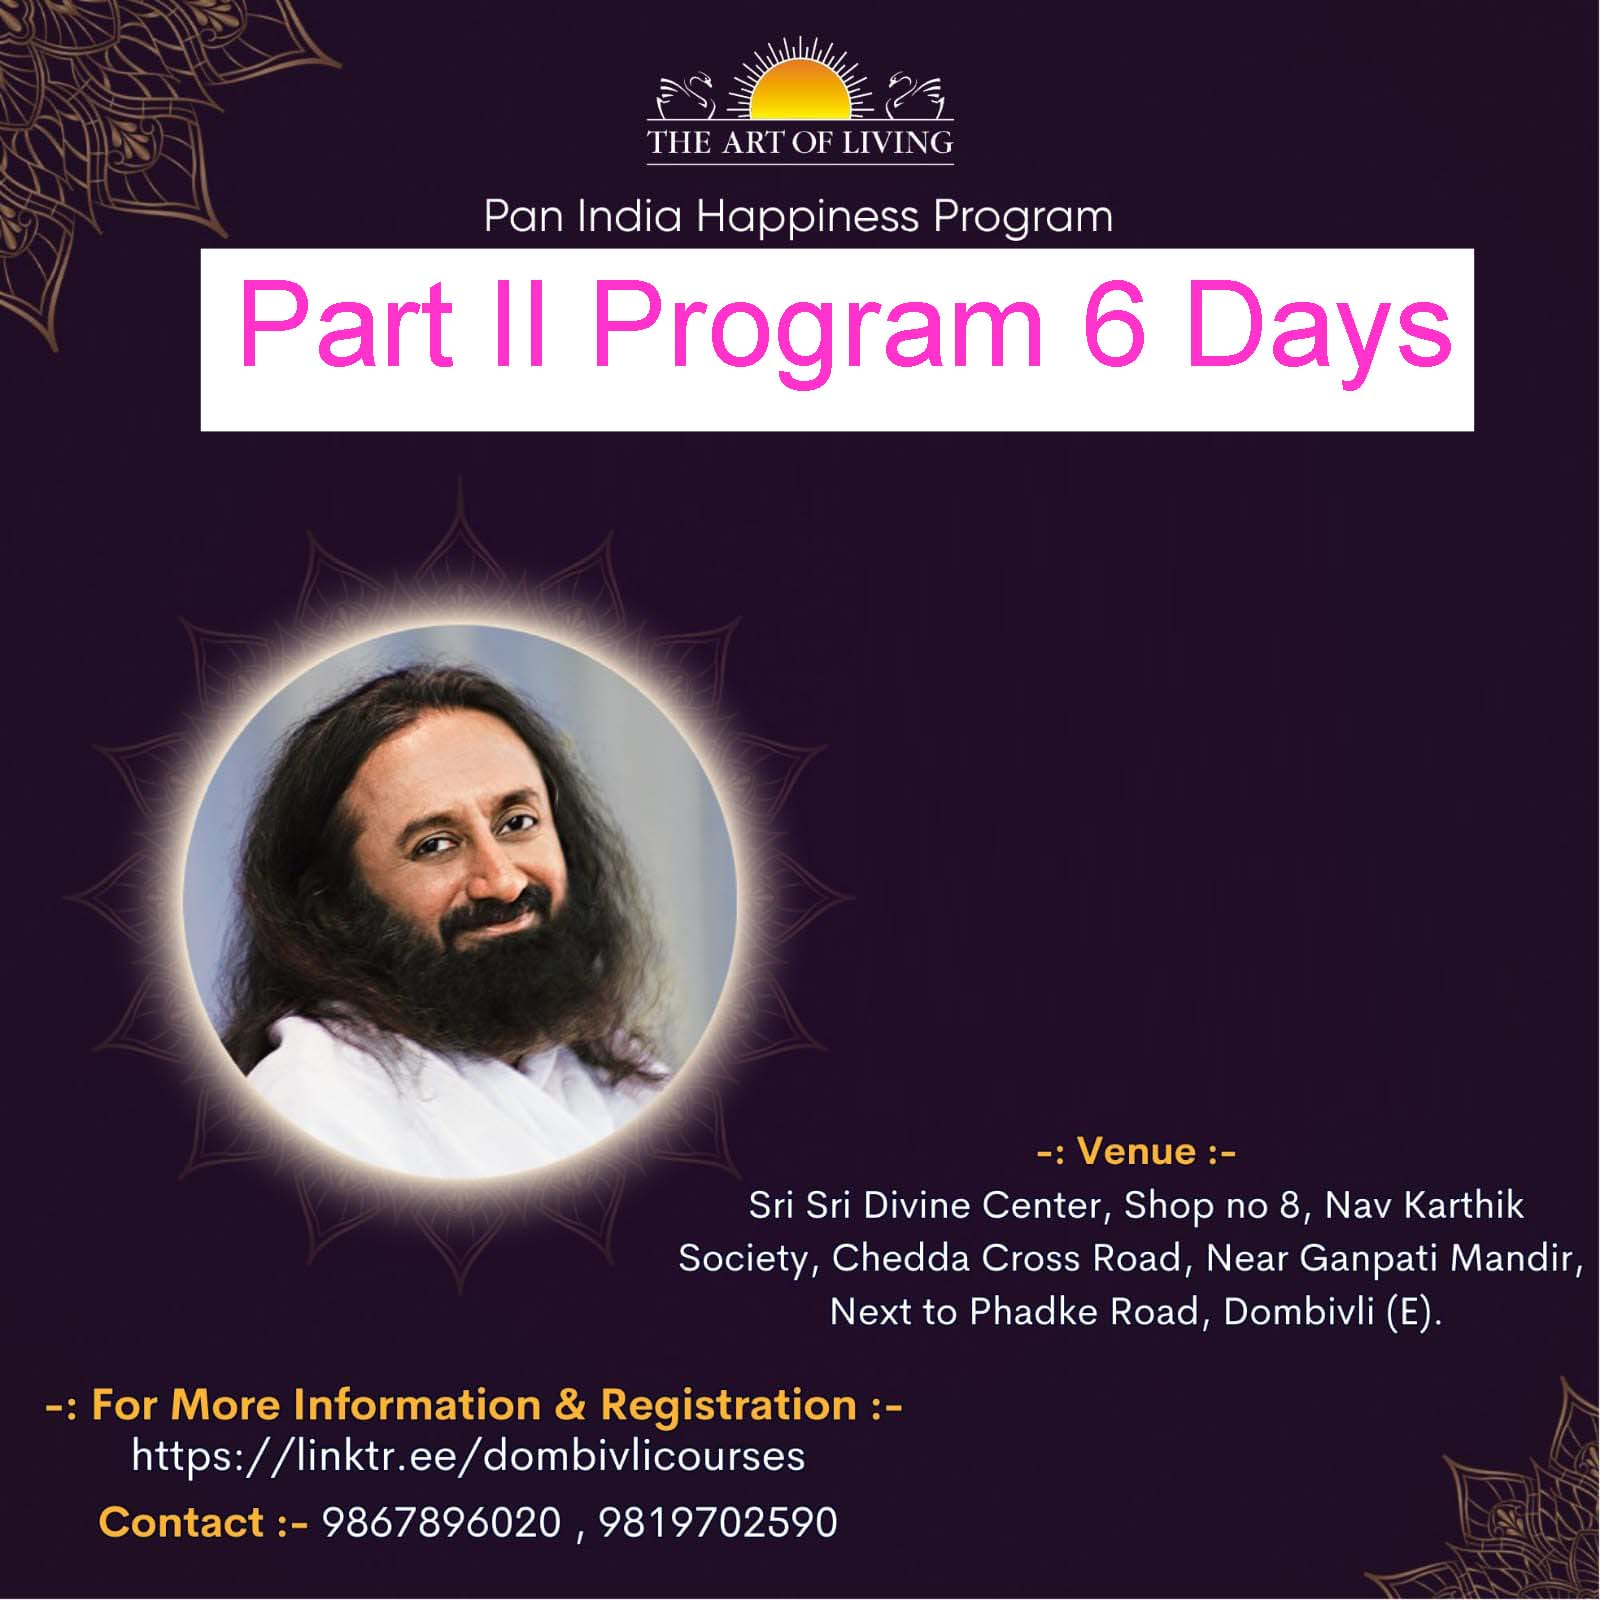 THE ART OF LIVING
Pan India Happiness Program
Part II Program 6 Days
-: Venue :-
Sri Sri Divine Center, Shop no 8, Nav Karthik
Society, Chedda Cross Road, Near Ganpati Mandir,
Next to Phadke Road, Dombivli (E).
-: For More Information & Registration :-
https://linktr.ee/dombivlicourses
Contact :- 9867896020 , 9819702590